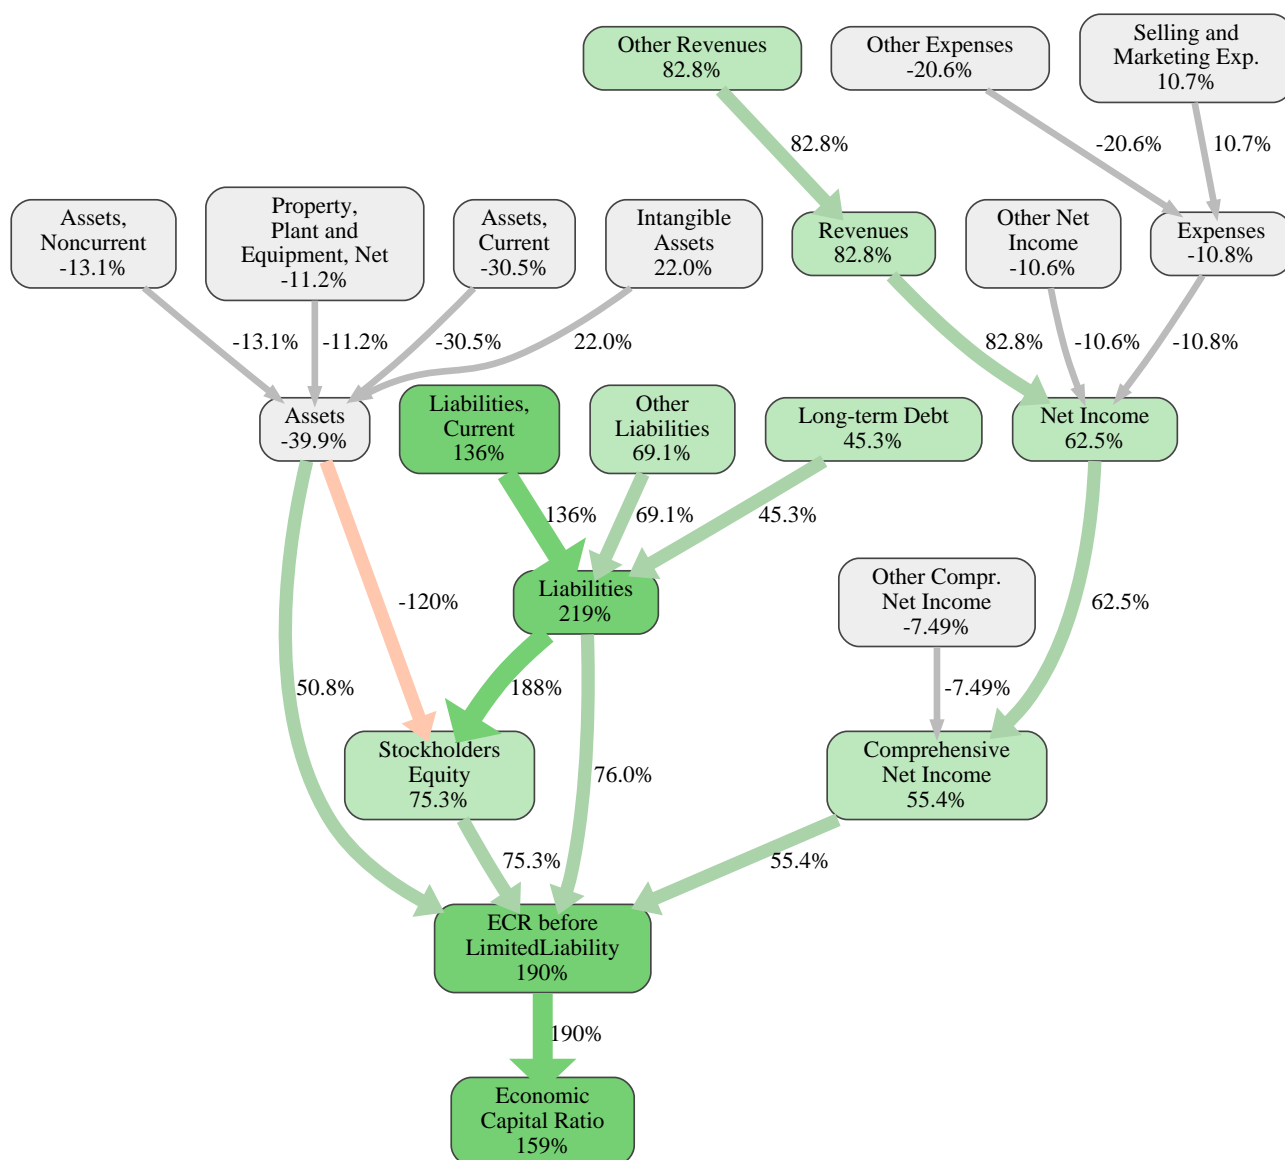 Other Revenues
82.8%
Other Expenses
-20.6%
Selling and
Marketing Exp.
10.7%
82.8%
-20.6%
10.7%
Assets,
Noncurrent
-13.1%
Property,
Plant and
Equipment, Net
-11.2%
Assets,
Current
-30.5%
Intangible
Assets
22.0%
Revenues
82.8%
Other Net
Income
-10.6%
Expenses
-10.8%
-13.1%
-11.2%
-30.5%
22.0%
82.8%
-10.6%
-10.8%
Assets
-39.9%
Liabilities,
Current
136%
Other
Liabilities
69.1%
Long-term Debt
45.3%
Net Income
62.5%
136%
69.1%
45.3%
Liabilities
219%
Other Compr.
Net Income
-7.49%
-120%
62.5%
50.8%
188%
-7.49%
Stockholders
Equity
75.3%
76.0%
Comprehensive
Net Income
55.4%
75.3%
55.4%
ECR before
LimitedLiability
190%
190%
Economic
Capital Ratio
159%